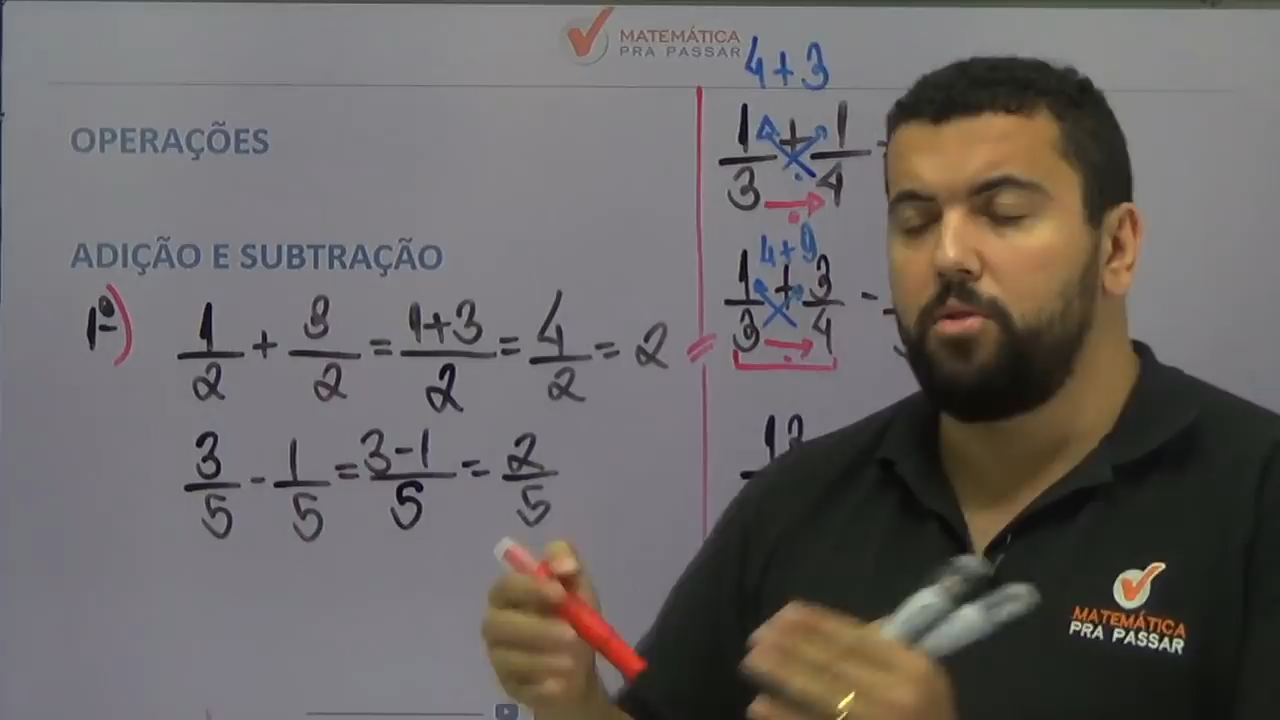 MATEMÁTICA
PRA PASSAR
OPERAÇÕES
ADIÇÃO E SUBTRAÇÃO
1º) 1/2 + 3/2 = 1+3/2 = 4/2 = 2
3/5 - 1/5 = 3-1/5 = 2/5
4+3
1/3 + 1/4
4+9
1/3 + 3/4 =
MATEMÁTICA
PRA PASSAR